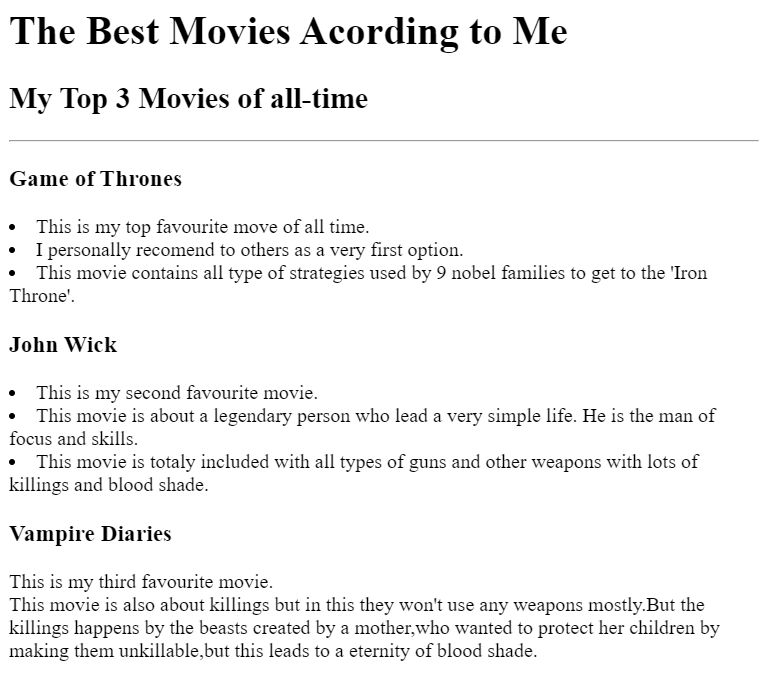 The Best Movies Acording to Me
My Top 3 Movies of all-time
Game of Thrones
• This is my top favourite move of all time.
• I personally recomend to others as a very first option.
• This movie contains all type of strategies used by 9 nobel families to get to the 'Iron
Throne'.
John Wick
• This is my second favourite movie.
• This movie is about a legendary person who lead a very simple life. He is the man of
focus and skills.
• This movie is totaly included with all types of guns and other weapons with lots of
killings and blood shade.
Vampire Diaries
This is my third favourite movie.
This movie is also about killings but in this they won't use any weapons mostly.But the
killings happens by the beasts created by a mother,who wanted to protect her children by
making them unkillable,but this leads to a eternity of blood shade.